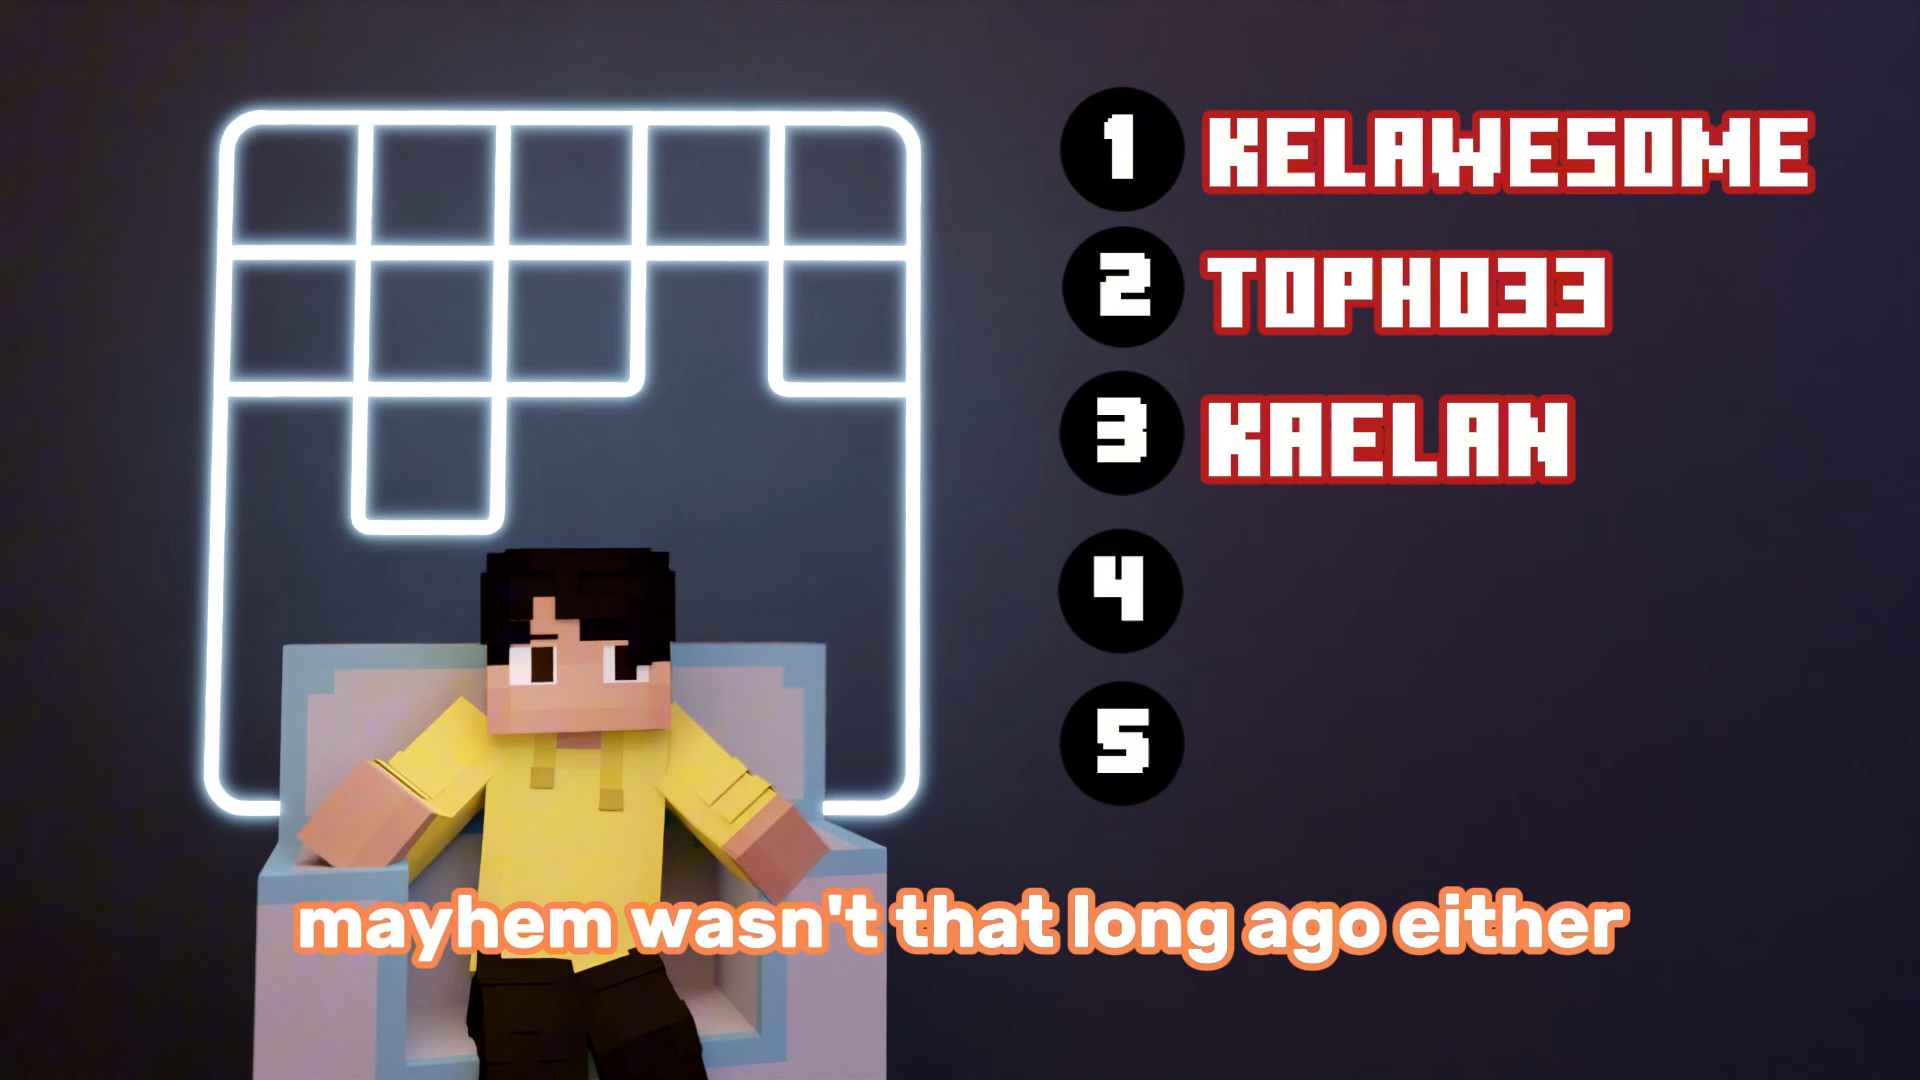 1 KELAWESOME
2 TOPHO33
3 KAELAN
4
5
mayhem wasn't that long ago either